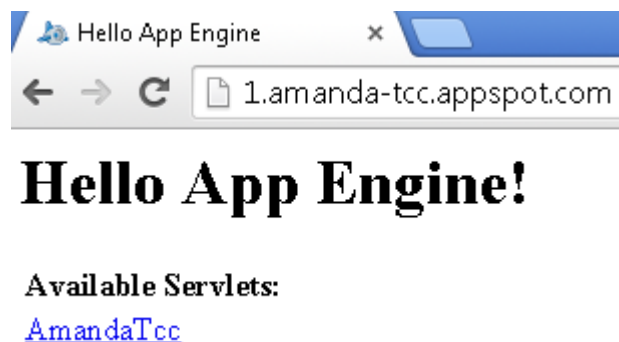 Hello App Engine
1.amanda-tcc.appspot.com
Hello App Engine!
Available Servlets:
AmandaTcc